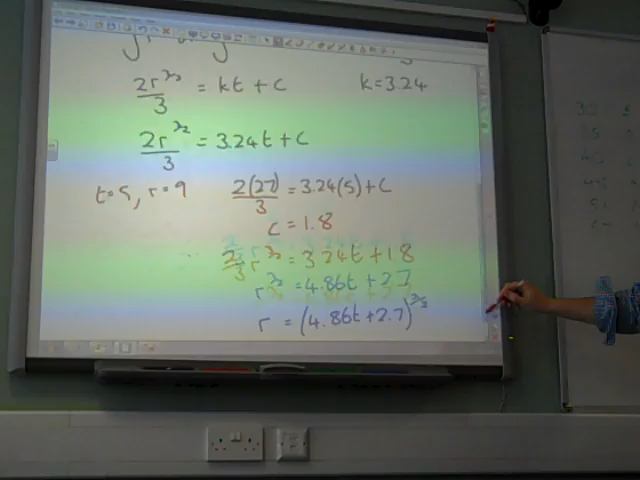 2r^3/2 / 3 = kt + c    k = 3.24
2r^3/2 / 3 = 3.24t + c
t=5, r=9    2(27)/3 = 3.24(5) + c
c = 1.8
2/3 r^3/2 = 3.24t + 1.8
r^3/2 = 4.86t + 2.7
r = (4.86t + 2.7)^2/3